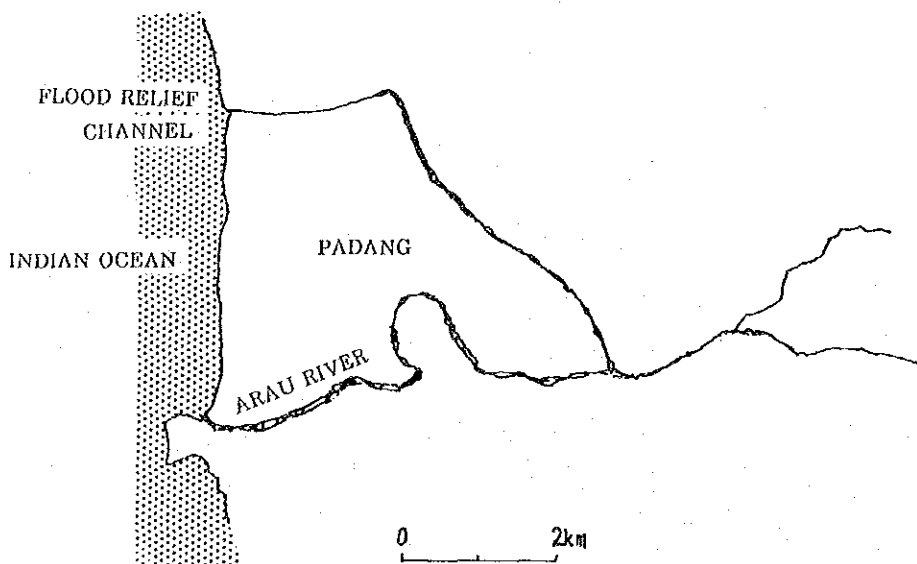 FLOOD RELIEF
CHANNEL
INDIAN OCEAN
PADANG
ARAU RIVER
0 2km